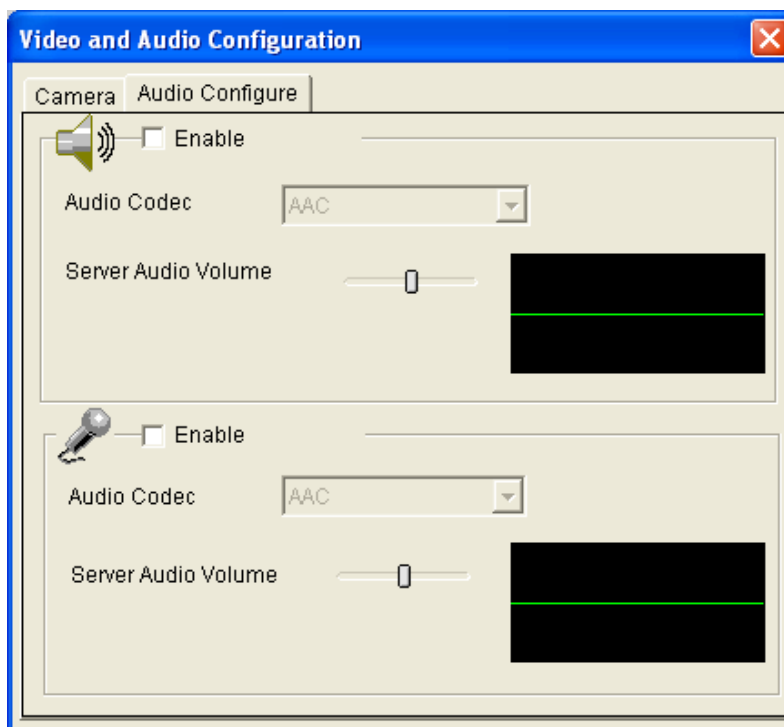 Video and Audio Configuration
Camera
Audio Configure
Enable
Audio Codec
AAC
Server Audio Volume
Enable
Audio Codec
AAC
Server Audio Volume